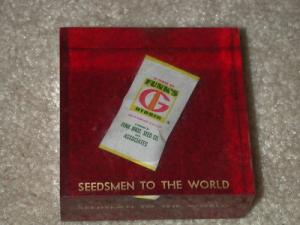 FUNK'S
G
HYBRID
FUNK BROS. SEED CO.
ASSOCIATES
SEEDSMEN TO THE WORLD